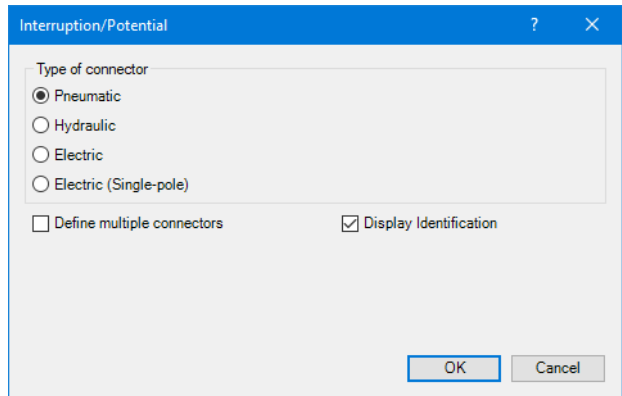 Interruption/Potential ?
Type of connector
Pneumatic
Hydraulic
Electric
Electric (Single-pole)
Define multiple connectors Display Identification
OK Cancel